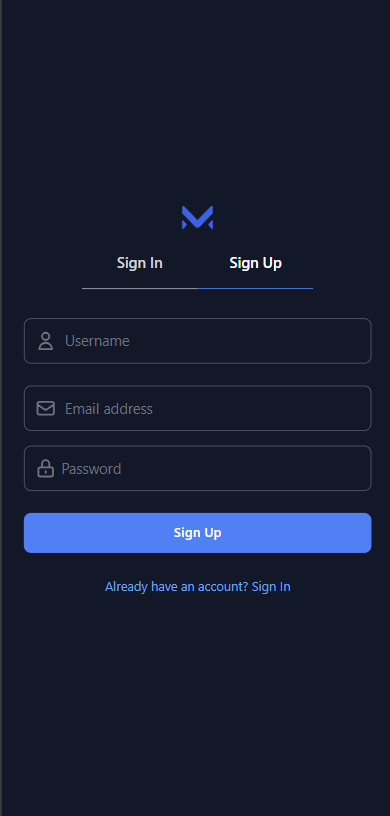 Sign In Sign Up
Username
Email address
Password
Sign Up
Already have an account? Sign In